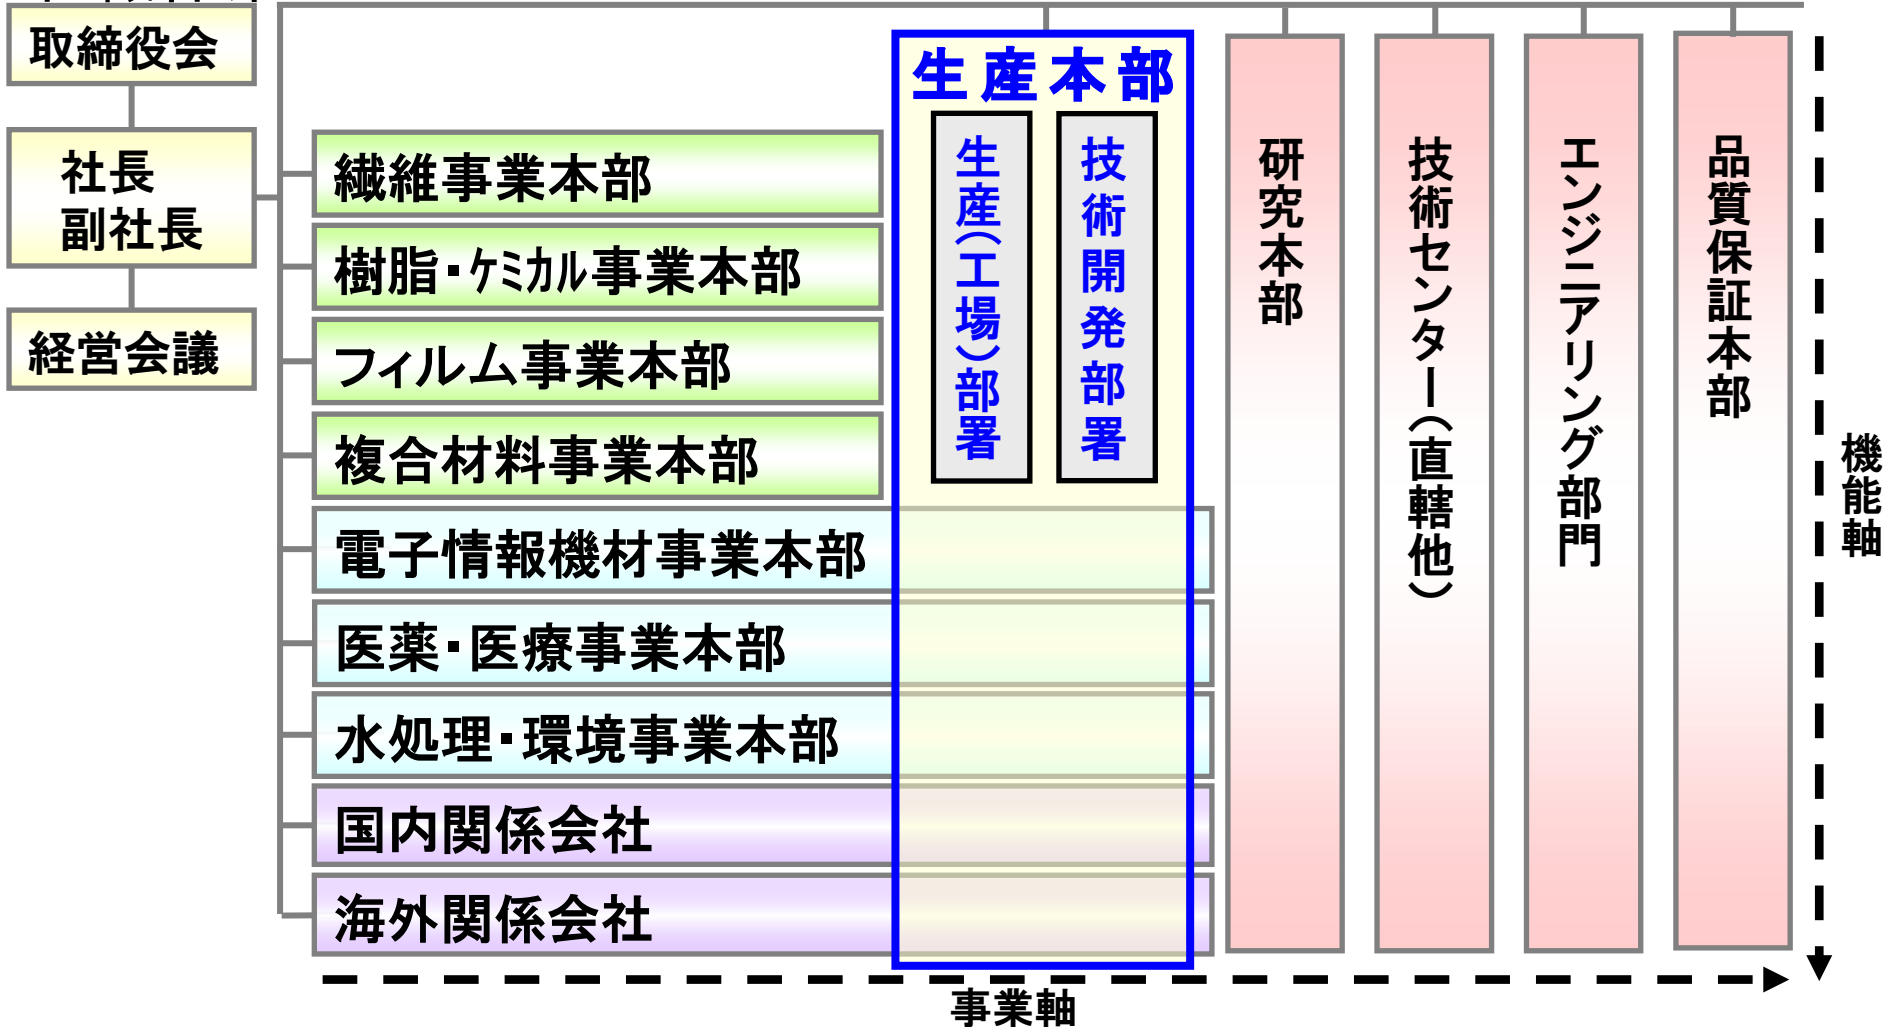 取締役会
社長
副社長
経営会議
繊維事業本部
樹脂・ケミカル事業本部
フィルム事業本部
複合材料事業本部
電子情報機材事業本部
医薬・医療事業本部
水処理・環境事業本部
国内関係会社
海外関係会社
生産本部
生産(工場)部署
技術開発部署
研究本部
技術センター(直轄他)
エンジニアリング部門
品質保証本部
機能軸
事業軸